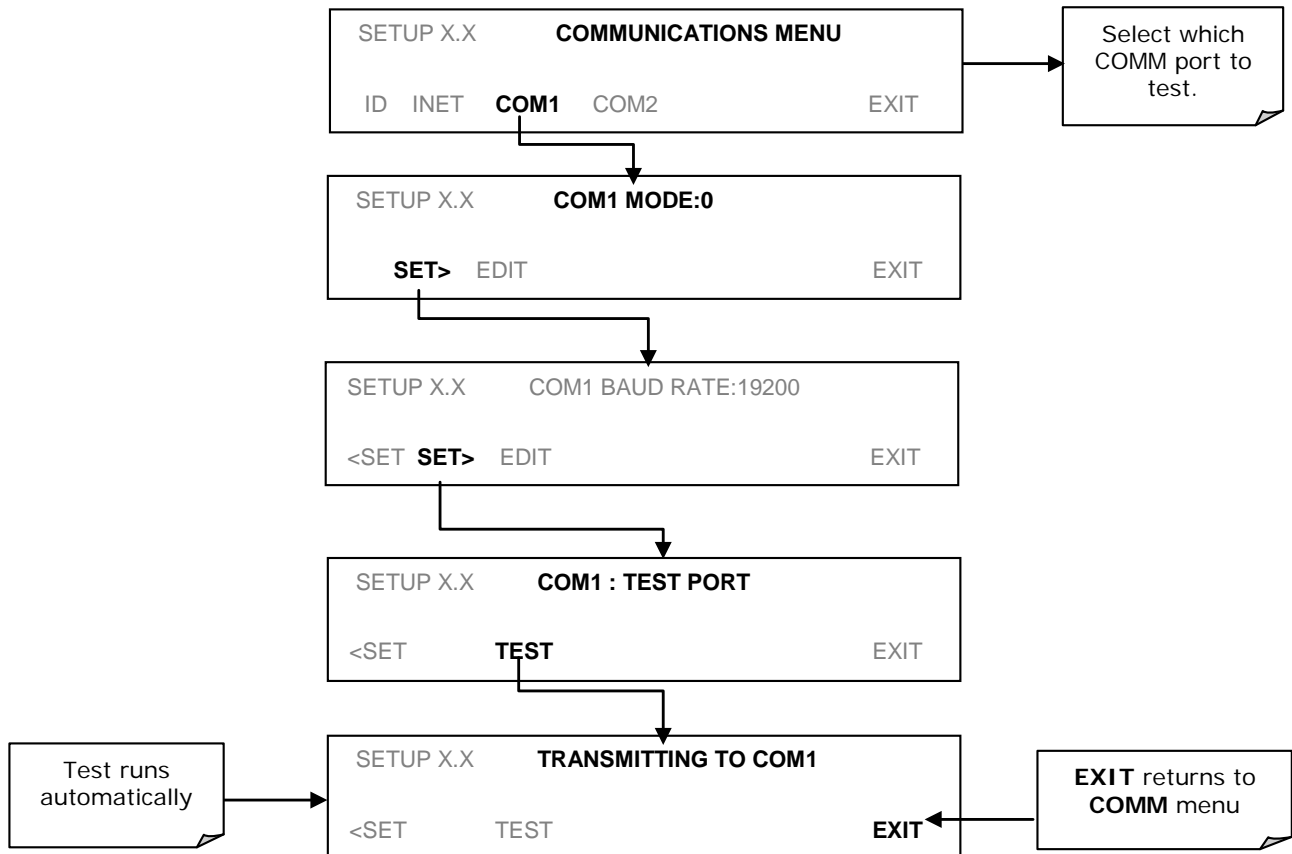 SETUP X.X COMMUNICATIONS MENU
ID INET COM1 COM2 EXIT
Select which
COMM port to
test.
SETUP X.X COM1 MODE:0
SET> EDIT EXIT
SETUP X.X COM1 BAUD RATE:19200
<SET SET> EDIT EXIT
SETUP X.X COM1 : TEST PORT
<SET TEST EXIT
Test runs
automatically
SETUP X.X TRANSMITTING TO COM1
<SET TEST EXIT
EXIT returns to
COMM menu